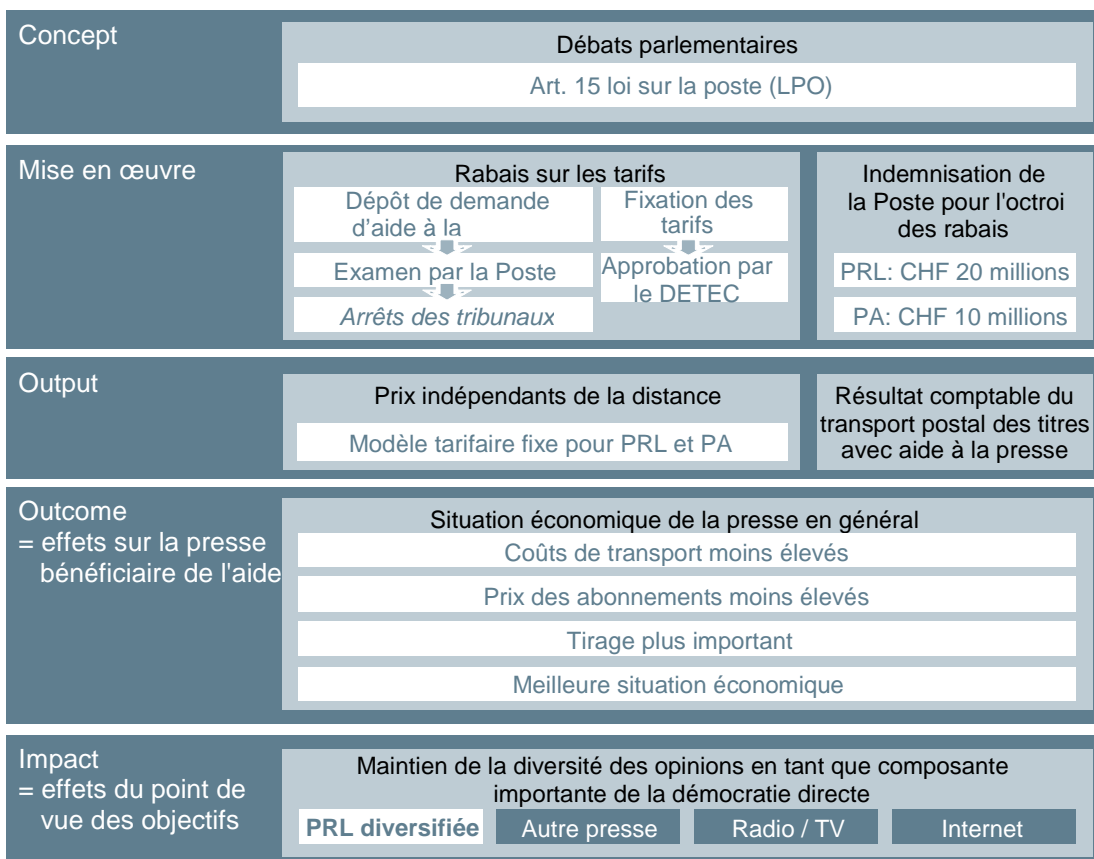 Concept
Débats parlementaires
Art. 15 loi sur la poste (LPO)
Mise en œuvre
Rabais sur les tarifs
Dépôt de demande
d'aide à la
Examen par la Poste
Arrêts des tribunaux
Fixation des
tarifs
Approbation par
le DETEC
Indemnisation de
la Poste pour l'octroi
des rabais
PRL: CHF 20 millions
PA: CHF 10 millions
Output
Prix indépendants de la distance
Modèle tarifaire fixe pour PRL et PA
Résultat comptable du
transport postal des titres
avec aide à la presse
Outcome
= effets sur la presse
bénéficiaire de l'aide
Situation économique de la presse en général
Coûts de transport moins élevés
Prix des abonnements moins élevés
Tirage plus important
Meilleure situation économique
Impact
= effets du point de
vue des objectifs
Maintien de la diversité des opinions en tant que composante
importante de la démocratie directe
PRL diversifiée
Autre presse
Radio / TV
Internet